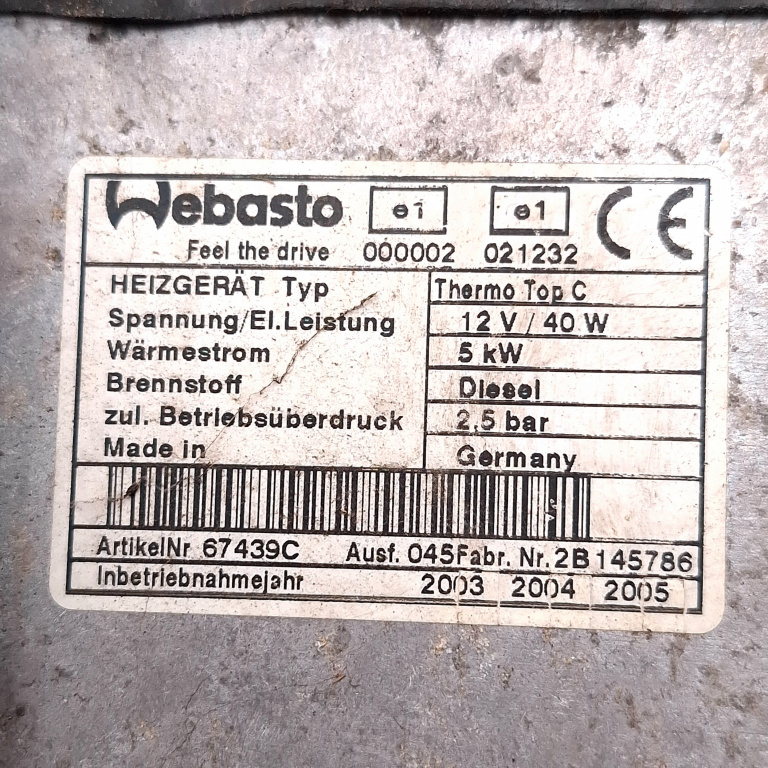 Webasto e1 e1 CE
Feel the drive 000002 021232
HEIZGERÄT Typ Thermo Top C
Spannung/El.Leistung 12 V / 40 W
Wärmestrom 5 kW
Brennstoff Diesel
zul. Betriebsüberdruck 2,5 bar
Made in Germany
ArtikelNr 67439C Ausf. 045 Fabr. Nr. 2B 145786
Inbetriebnahmejahr 2003 2004 2005